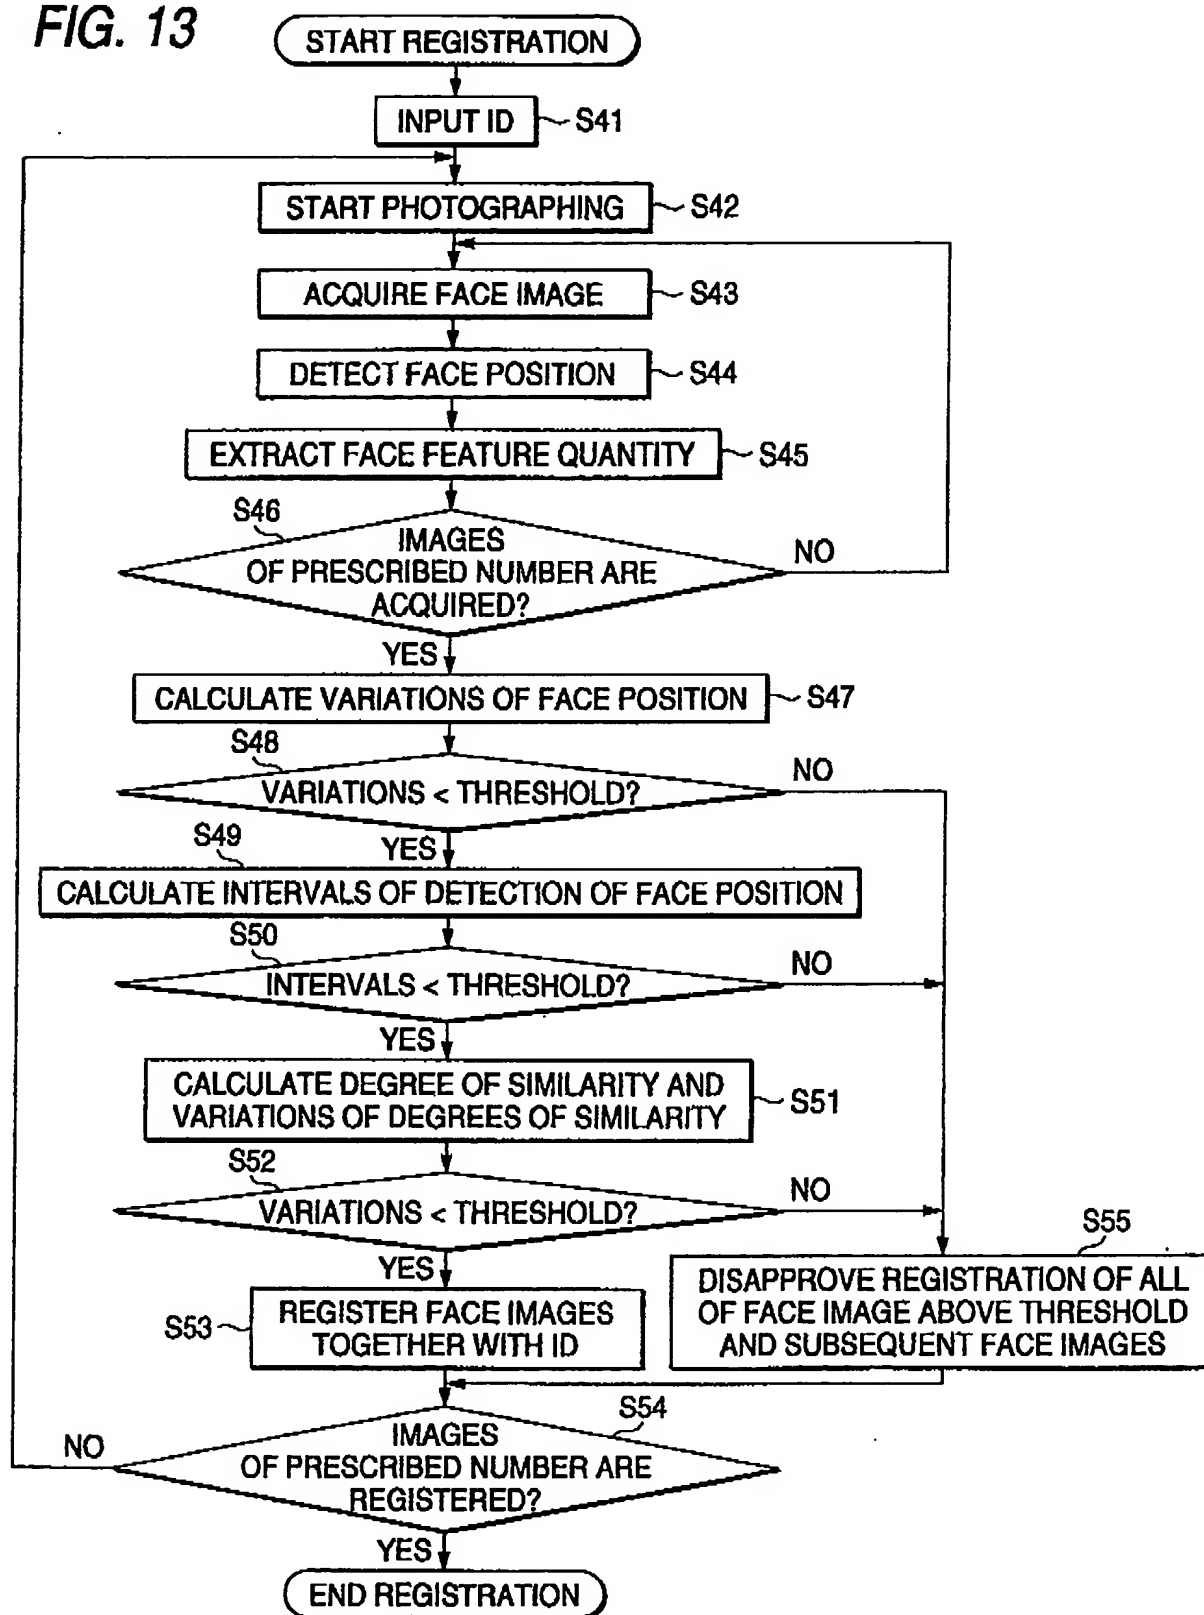 FIG. 13
START REGISTRATION
INPUT ID
S41
START PHOTOGRAPHING
S42
ACQUIRE FACE IMAGE
S43
DETECT FACE POSITION
S44
EXTRACT FACE FEATURE QUANTITY
S45
S46
IMAGES
OF PRESCRIBED NUMBER ARE
ACQUIRED?
NO
YES
CALCULATE VARIATIONS OF FACE POSITION
S47
S48
VARIATIONS < THRESHOLD?
NO
YES
S49
CALCULATE INTERVALS OF DETECTION OF FACE POSITION
S50
INTERVALS < THRESHOLD?
NO
YES
CALCULATE DEGREE OF SIMILARITY AND
VARIATIONS OF DEGREES OF SIMILARITY
S51
S52
VARIATIONS < THRESHOLD?
NO
YES
S53
REGISTER FACE IMAGES
TOGETHER WITH ID
S55
DISAPPROVE REGISTRATION OF ALL
OF FACE IMAGE ABOVE THRESHOLD
AND SUBSEQUENT FACE IMAGES
S54
IMAGES
OF PRESCRIBED NUMBER ARE
REGISTERED?
NO
YES
END REGISTRATION